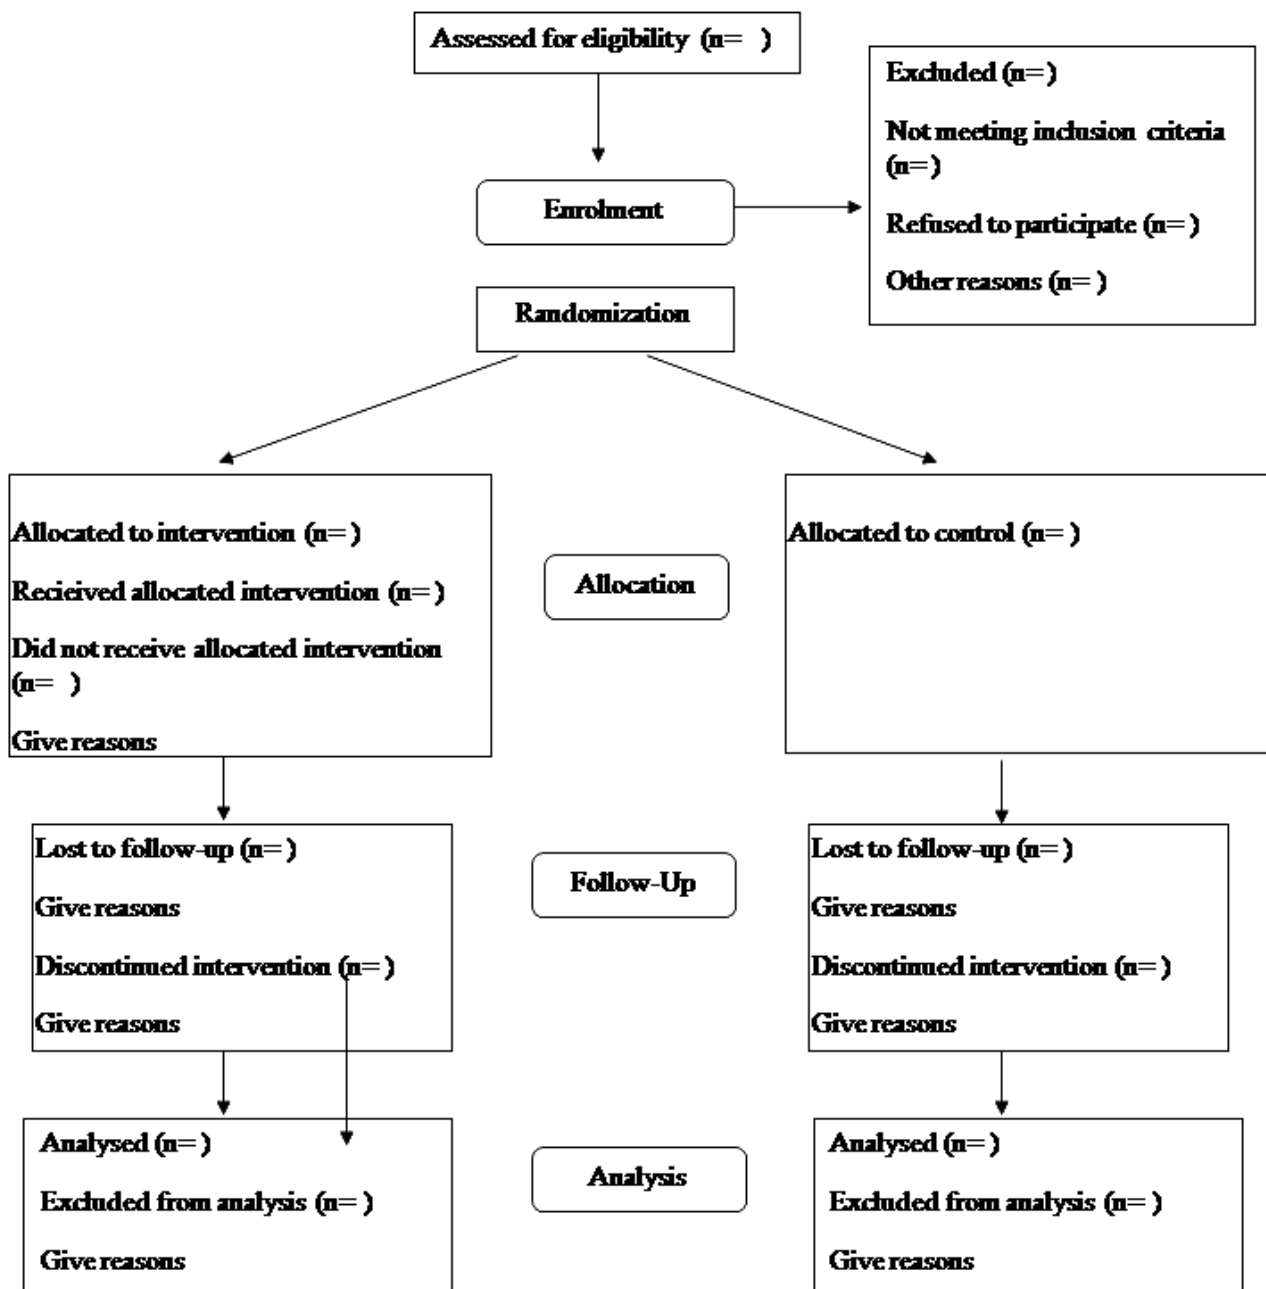 Assessed for eligibility (n=  )
Excluded (n= )
Not meeting inclusion criteria
(n= )
Refused to participate (n= )
Other reasons (n= )
Enrolment
Randomization
Allocated to intervention (n= )
Recieived allocated intervention (n= )
Did not receive allocated intervention
(n=  )
Give reasons
Allocation
Allocated to control (n= )
Lost to follow-up (n= )
Give reasons
Discontinued intervention (n= )
Give reasons
Follow-Up
Lost to follow-up (n= )
Give reasons
Discontinued intervention (n= )
Give reasons
Analysed (n= )
Excluded from analysis (n= )
Give reasons
Analysis
Analysed (n= )
Excluded from analysis (n= )
Give reasons